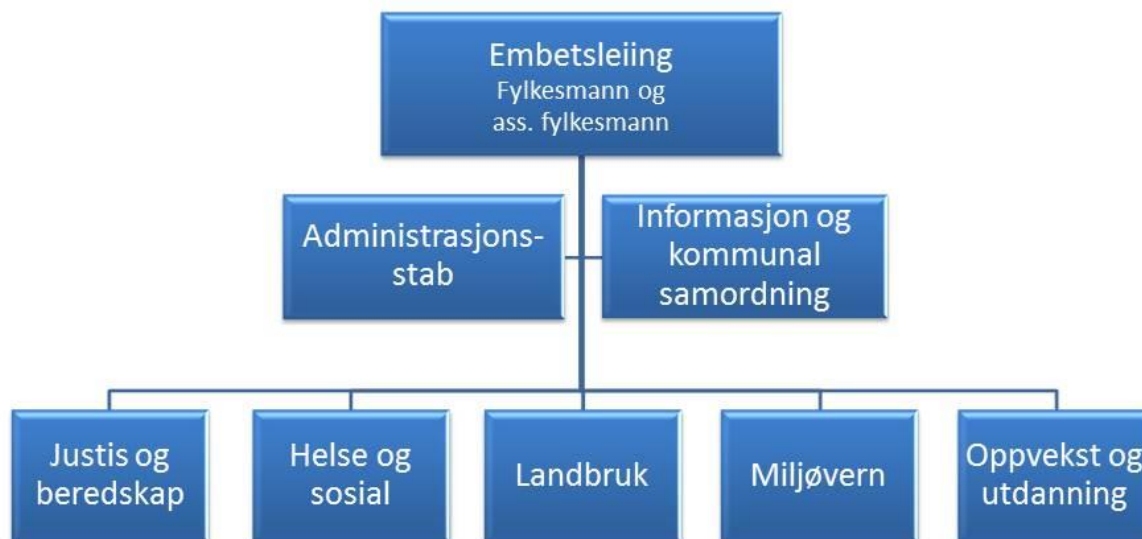 Embetsleiing
Fylkesmann og
ass. fylkesmann
Administrasjons-
stab
Informasjon og
kommunal
samordning
Justis og
beredskap
Helse og
sosial
Landbruk
Miljøvern
Oppvekst og
utdanning